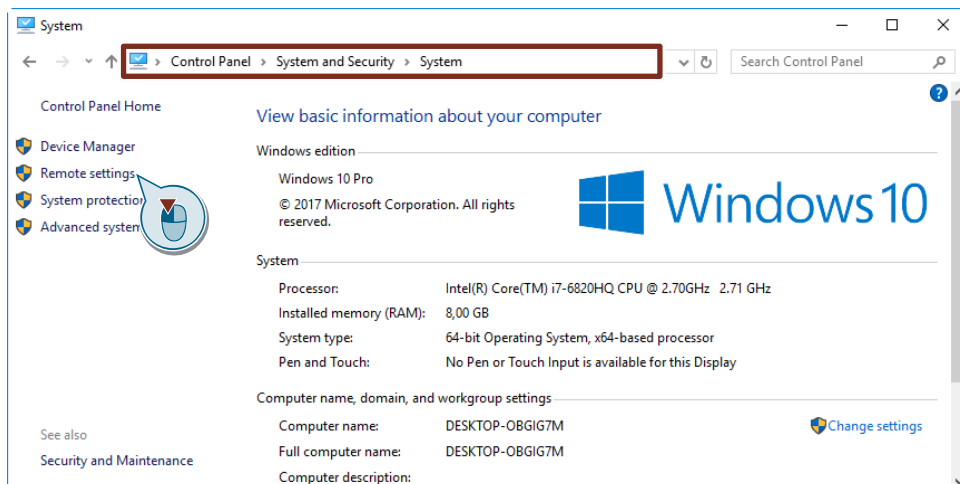 System
Control Panel > System and Security > System
Search Control Panel
Control Panel Home
Device Manager
Remote settings
System protection
Advanced system
See also
Security and Maintenance
View basic information about your computer
Windows edition
Windows 10 Pro
© 2017 Microsoft Corporation. All rights
reserved.
Windows 10
System
Processor: Intel(R) Core(TM) i7-6820HQ CPU @ 2.70GHz 2.71 GHz
Installed memory (RAM): 8,00 GB
System type: 64-bit Operating System, x64-based processor
Pen and Touch: No Pen or Touch Input is available for this Display
Computer name, domain, and workgroup settings
Computer name: DESKTOP-OBGIG7M
Change settings
Full computer name: DESKTOP-OBGIG7M
Computer description: